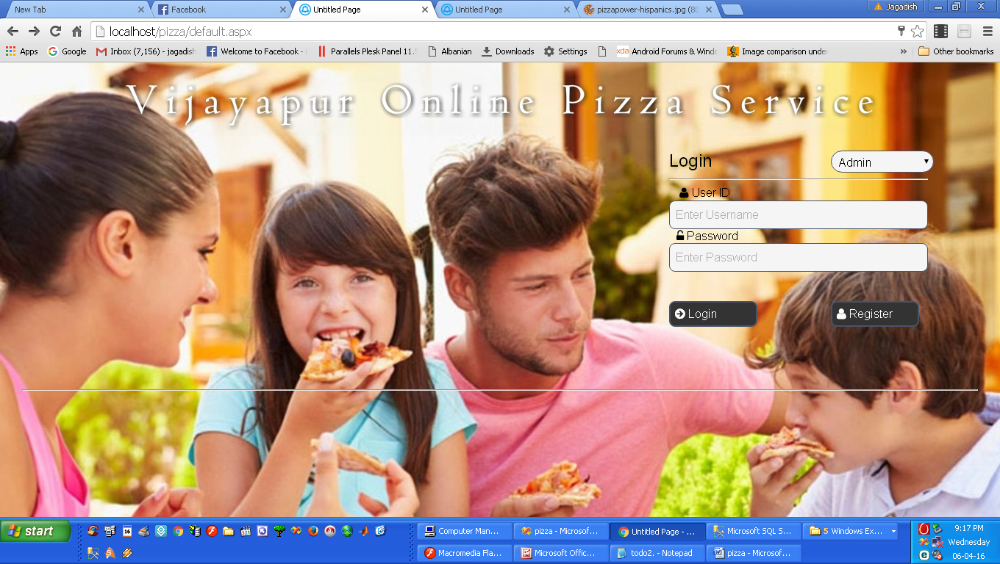 New Tab
Facebook
Untitled Page
Untitled Page
pizzapower-hispanics.jpg (80
Jagadish
localhost/pizza/default.aspx
Apps
Google
Inbox (7,156) - jagadish
Welcome to Facebook -
Parallels Plesk Panel 11.5
Albanian
Downloads
Settings
xda
Android Forums & Windo
Image comparison under
»
Other bookmarks
Vijayapur Online Pizza Service
Login
Admin
User ID
Enter Username
Password
Enter Password
Login
Register
start
16
Computer Man...
pizza - Microsof...
Untitled Page - ...
Microsoft SQL S...
5 Windows Ex...
9:17 PM
Wednesday
06-04-16
Macromedia Fla...
Microsoft Offic...
todo2. - Notepad
pizza - Microsof...